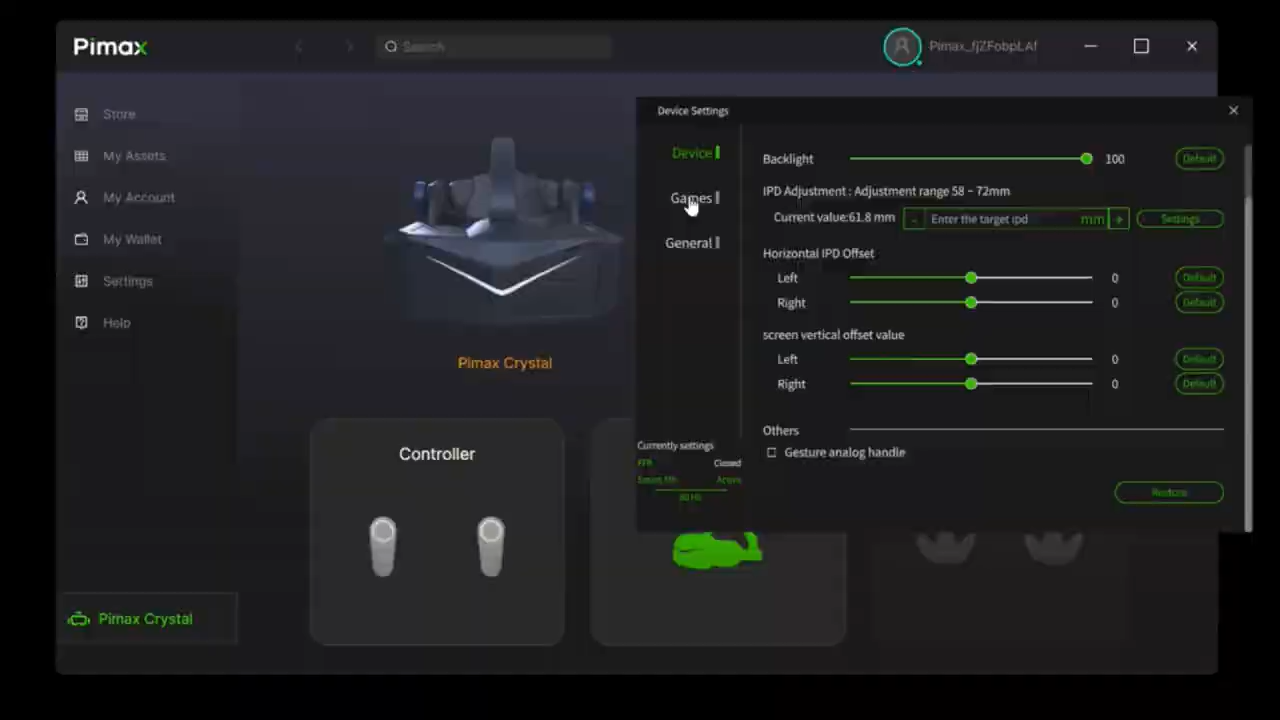 Pimax
Search
Pimax_fjZFobpLAf
Store
My Assets
My Account
My Wallet
Settings
Help
Pimax Crystal
Pimax Crystal
Controller
Device Settings
Device
Games
General
Currently settings
Closed
Active
Backlight 100 Default
IPD Adjustment : Adjustment range 58 ~ 72mm
Current value:61.8 mm - Enter the target ipd mm + Settings
Horizontal IPD Offset
Left 0 Default
Right 0 Default
screen vertical offset value
Left 0 Default
Right 0 Default
Others
Gesture analog handle
Restore